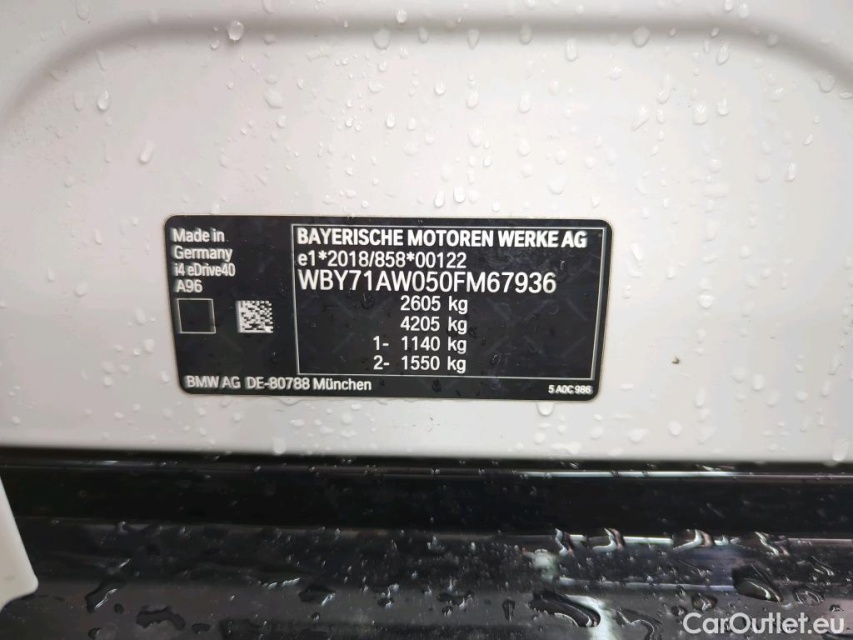 Made in
Germany
i4 eDrive40
A96
BAYERISCHE MOTOREN WERKE AG
e1*2018/858*00122
WBY71AW050FM67936
2605 kg
4205 kg
1- 1140 kg
2- 1550 kg
BMW AG DE-80788 München
5 A0C 986
CarOutlet.eu